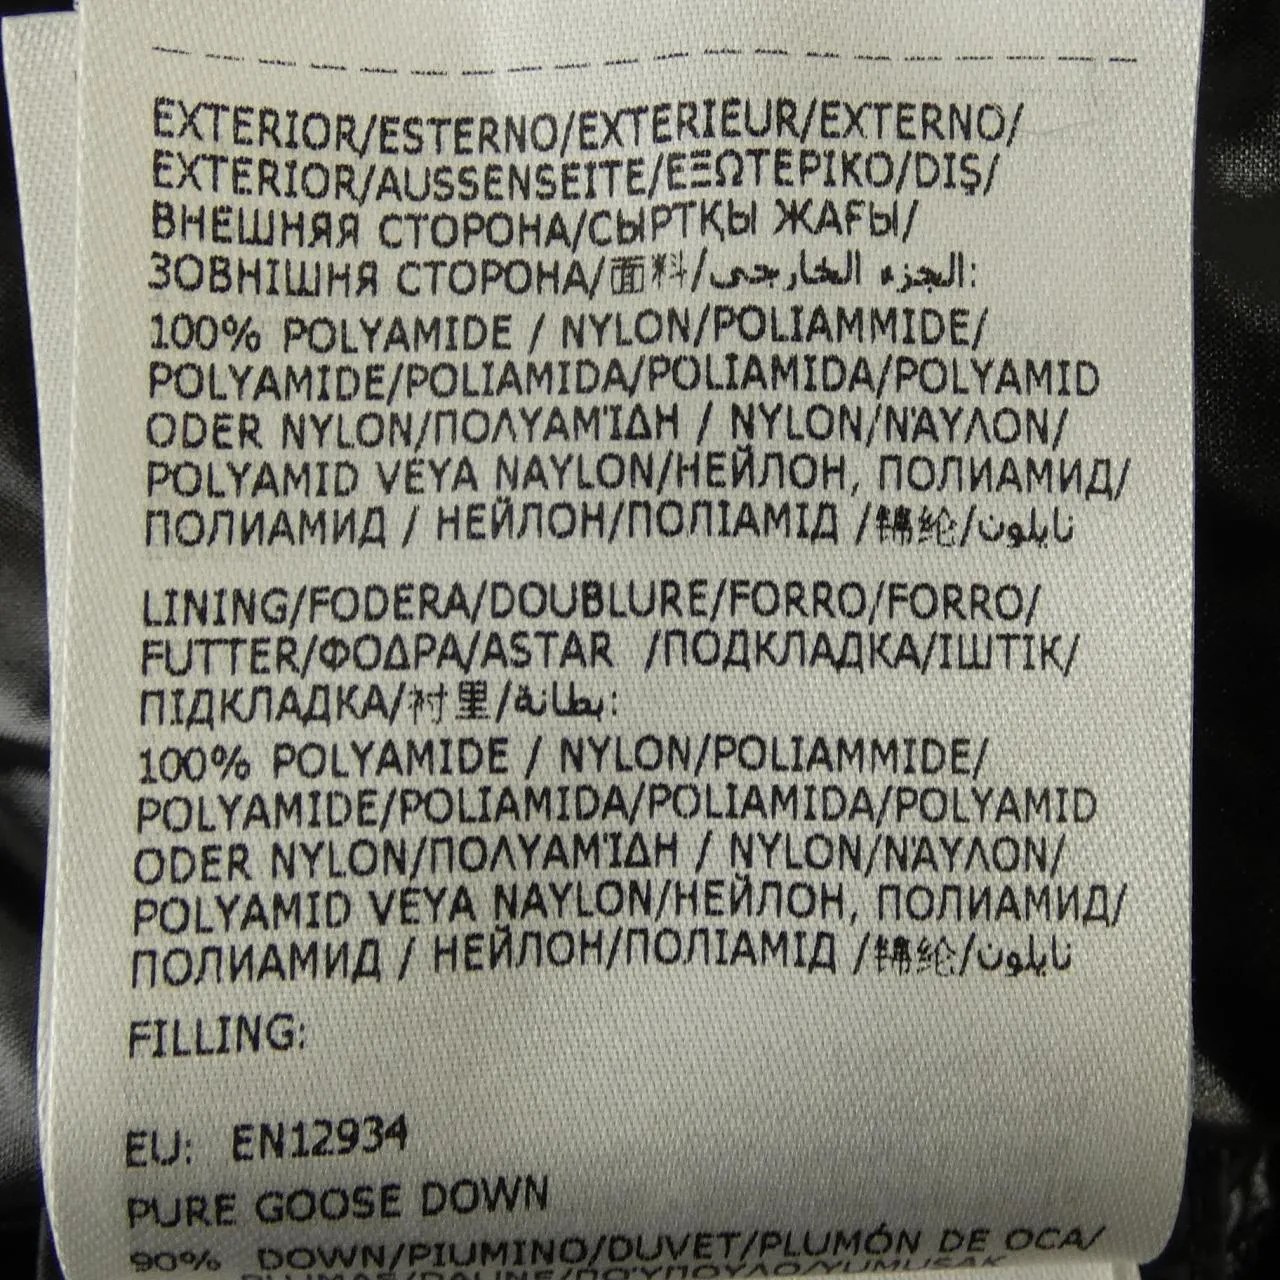 EXTERIOR/ESTERNO/EXTERIEUR/EXTERNO/
EXTERIOR/AUSSENSEITE/ΕΞΩΤΕΡΙΚΟ/DIŞ/
ВНЕШНЯЯ СТОРОНА/СЫРТҚЫ ЖАҒЫ/
ЗОВНІШНЯ СТОРОНА/面料/الجزء الخارجي:
100% POLYAMIDE / NYLON/POLIAMMIDE/
POLYAMIDE/POLIAMIDA/POLIAMIDA/POLYAMID
ODER NYLON/ΠΟΛΥΑΜΊΔΗ / NYLON/ΝΆΥΛΟΝ/
POLYAMID VEYA NAYLON/НЕЙЛОН, ПОЛИАМИД/
ПОЛИАМИД / НЕЙЛОН/ПОЛІАМІД /锦纶/نايلون
LINING/FODERA/DOUBLURE/FORRO/FORRO/
FUTTER/ΦΟΔΡΑ/ASTAR /ПОДКЛАДКА/ІШТІК/
ПІДКЛАДКА/衬里/بطانة:
100% POLYAMIDE / NYLON/POLIAMMIDE/
POLYAMIDE/POLIAMIDA/POLIAMIDA/POLYAMID
ODER NYLON/ΠΟΛΥΑΜΊΔΗ / NYLON/ΝΆΥΛΟΝ/
POLYAMID VEYA NAYLON/НЕЙЛОН, ПОЛИАМИД/
ПОЛИАМИД / НЕЙЛОН/ПОЛІАМІД /锦纶/نايلون
FILLING:
EU: EN12934
PURE GOOSE DOWN
90% DOWN/PIUMINO/DUVET/PLUMÓN DE OCA/